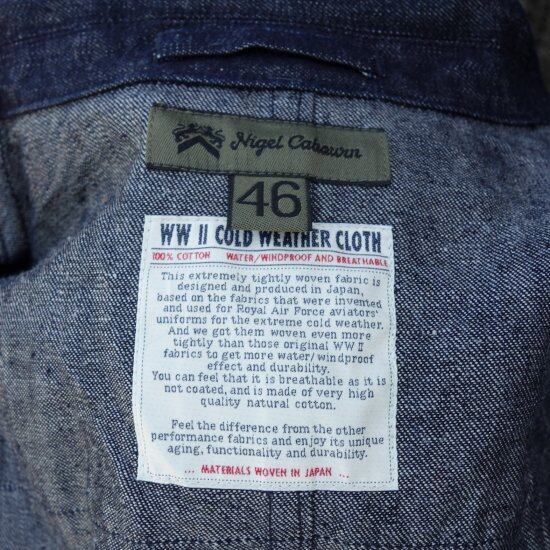 Nigel Cabourn
46
WW II COLD WEATHER CLOTH
100% COTTON WATER/WINDPROOF AND BREATHABLE
This extremely tightly woven fabric is
designed and produced in Japan,
based on the fabrics that were invented
and used for Royal Air Force aviators'
uniforms for the extreme cold weather.
And we got them woven even more
tightly than those original WW II
fabrics to get more water/windproof
effect and durability.
You can feel that it is breathable as it is
not coated, and is made of very high
quality natural cotton.
Feel the difference from the other
performance fabrics and enjoy its unique
aging, functionality and durability.
... MATERIALS WOVEN IN JAPAN ...